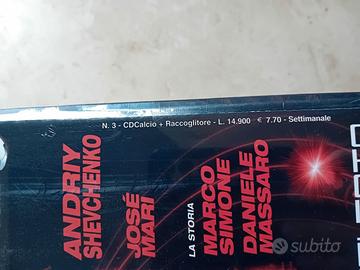 N. 3 - CDCalcio + Raccoglitore - L. 14.900 € 7.70 - Settimanale
ANDRIY
SHEVCHENKO
JOSÉ
MARI
LA STORIA
MARCO
SIMONE
DANIELE
MASSARO
subito